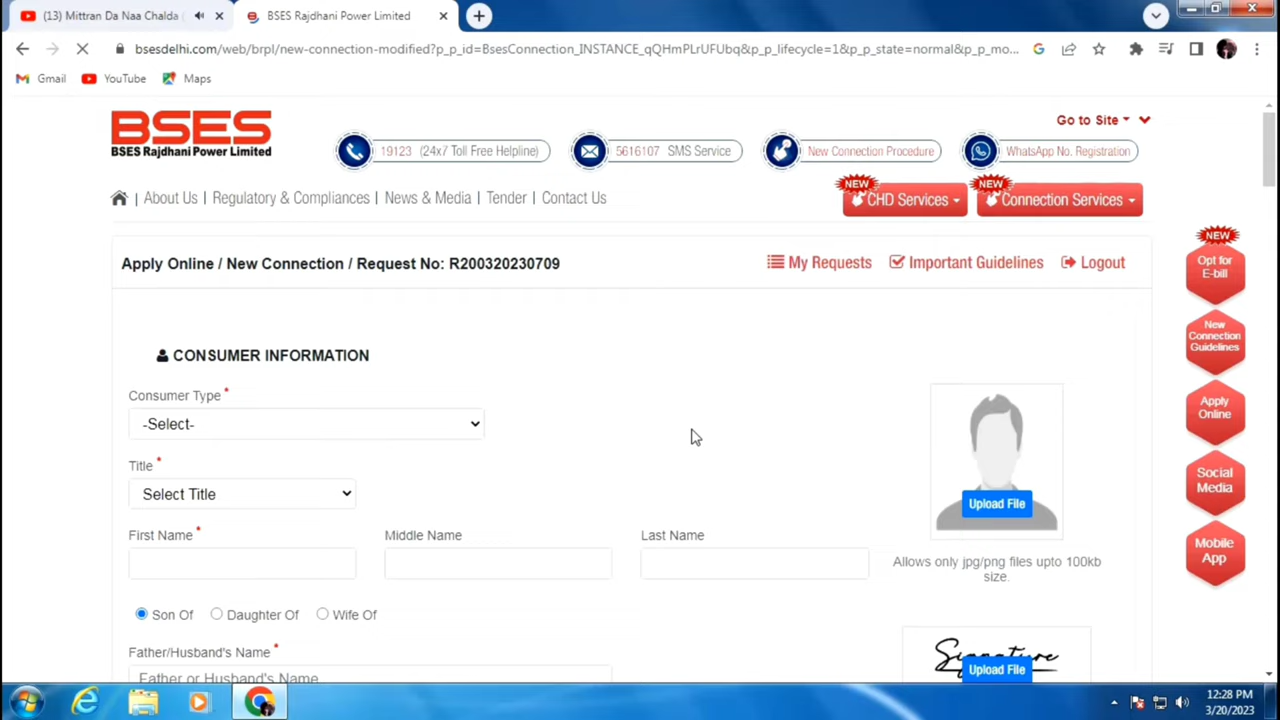 (13) Mittran Da Naa Chalda (
BSES Rajdhani Power Limited
bsesdelhi.com/web/brpl/new-connection-modified?p_p_id=BsesConnection_INSTANCE_qQHmPLrUFUbq&p_p_lifecycle=1&p_p_state=normal&p_p_mo...
Gmail YouTube Maps
BSES
BSES Rajdhani Power Limited
Go to Site
19123 (24x7 Toll Free Helpline)
5616107 SMS Service
New Connection Procedure
WhatsApp No. Registration
NEW
NEW
| About Us | Regulatory & Compliances | News & Media | Tender | Contact Us
CHD Services
Connection Services
Apply Online / New Connection / Request No: R200320230709
My Requests Important Guidelines Logout
NEW
Opt for
E-bill
New
Connection
Guidelines
Apply
Online
Social
Media
Mobile
App
CONSUMER INFORMATION
Consumer Type *
-Select-
Title *
Select Title
First Name *
Middle Name
Last Name
Upload File
Allows only jpg/png files upto 100kb
size.
Son Of Daughter Of Wife Of
Father/Husband's Name *
Father or Husband's Name
Signature
Upload File
12:28 PM
3/20/2023